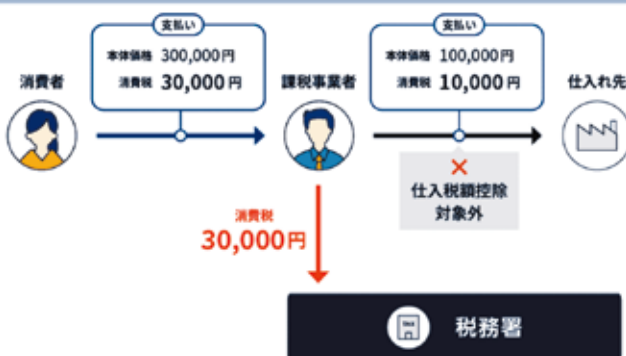 支払い
本体価格 300,000円
消費税 30,000円
支払い
本体価格 100,000円
消費税 10,000円
消費者
課税事業者
仕入れ先
×
仕入税額控除
対象外
消費税
30,000円
税務署